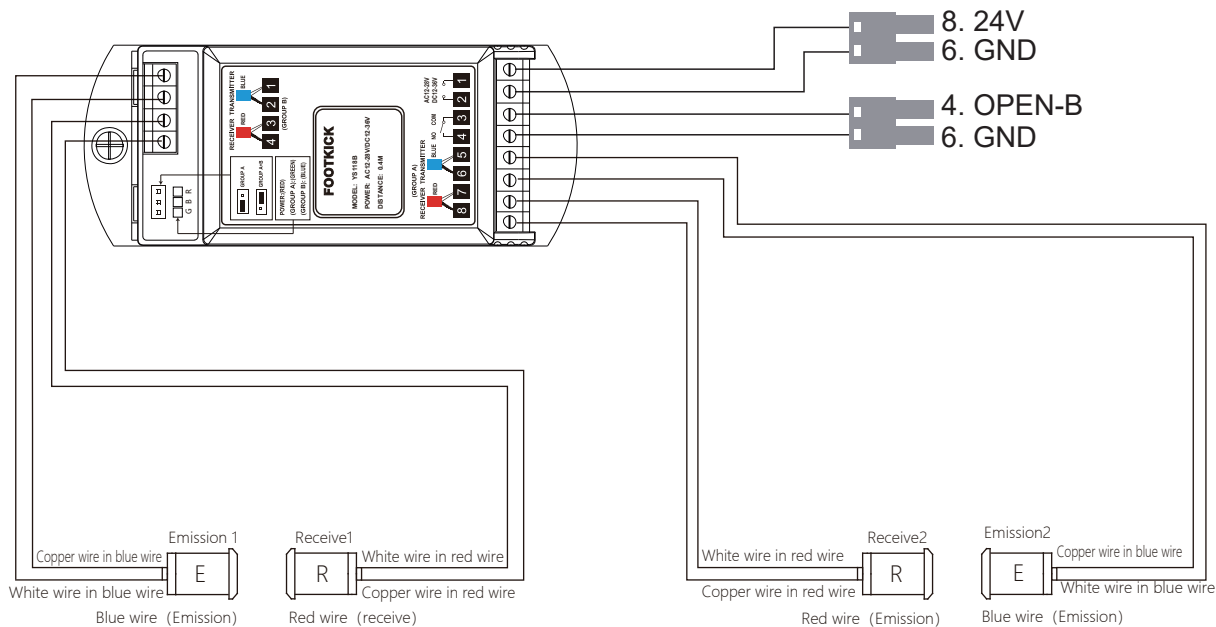 8. 24V
6. GND
4. OPEN-B
6. GND
RECEIVER TRANSMITTER
RED BLUE
1
2
3
4
(GROUP B)
GROUP A
GROUP A+B
POWER:(RED)
(GROUP A):(GREEN)
(GROUP B): (BLUE)
G B R
FOOTKICK
MODEL: YS118B
POWER: AC12-28V/DC12-36V
DISTANCE: 0.4M
AC12-28V
DC12-36V
NO COM
(GROUP A)
RECEIVER TRANSMITTER
RED BLUE
1
2
3
4
5
6
7
8
Emission 1
Copper wire in blue wire
E
White wire in blue wire
Blue wire (Emission)
Receive1
White wire in red wire
R
Copper wire in red wire
Red wire (receive)
Receive2
White wire in red wire
R
Copper wire in red wire
Red wire (Emission)
Emission2
Copper wire in blue wire
E
White wire in blue wire
Blue wire (Emission)